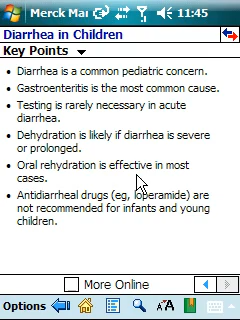 Merck Ma
11:45
Diarrhea in Children
Key Points
• Diarrhea is a common pediatric concern.
• Gastroenteritis is the most common cause.
• Testing is rarely necessary in acute
diarrhea.
• Dehydration is likely if diarrhea is severe
or prolonged.
• Oral rehydration is effective in most
cases.
• Antidiarrheal drugs (eg, loperamide) are
not recommended for infants and young
children.
More Online
Options
AA